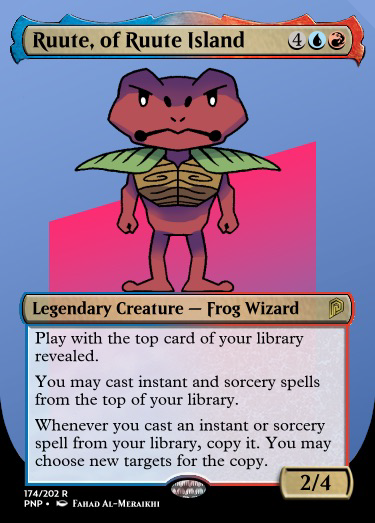 Ruute, of Ruute Island 4
Legendary Creature — Frog Wizard
Play with the top card of your library
revealed.
You may cast instant and sorcery spells
from the top of your library.
Whenever you cast an instant or sorcery
spell from your library, copy it. You may
choose new targets for the copy.
2/4
174/202 R
PNP • Fahad Al-Meraikhi